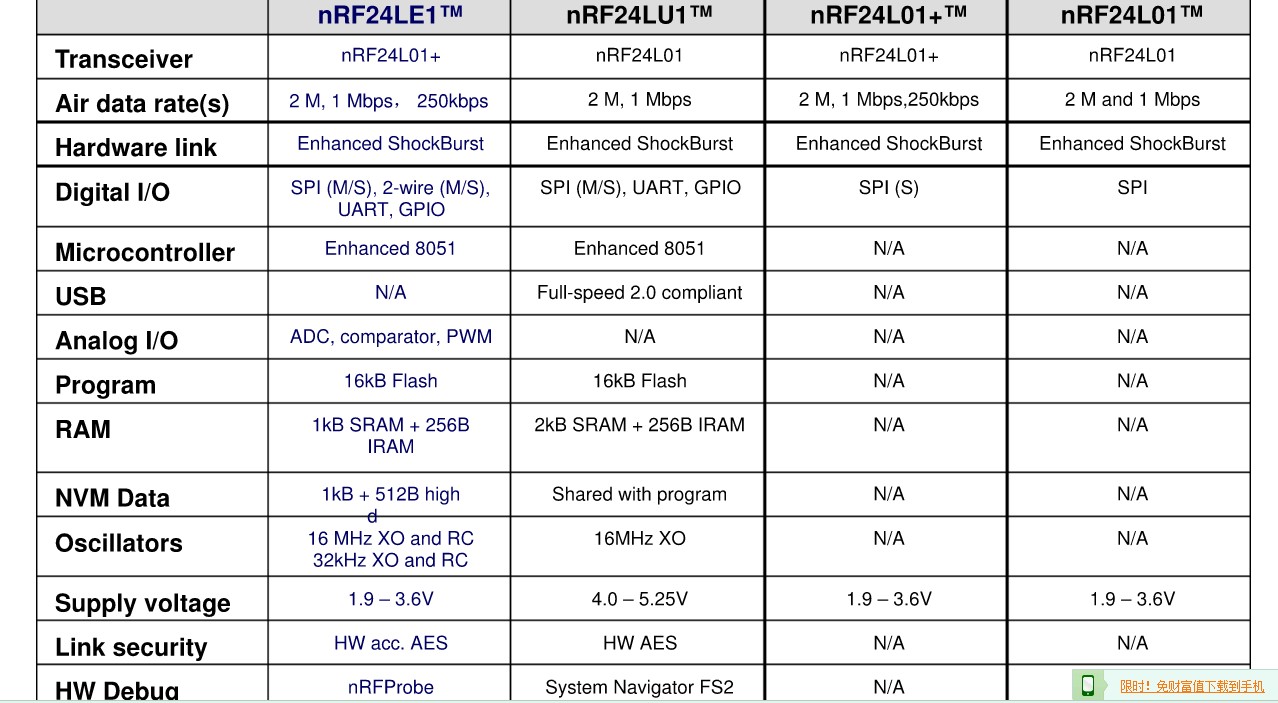 nRF24LE1™ nRF24LU1™ nRF24L01+™ nRF24L01™
Transceiver nRF24L01+ nRF24L01 nRF24L01+ nRF24L01
Air data rate(s) 2 M, 1 Mbps， 250kbps 2 M, 1 Mbps 2 M, 1 Mbps,250kbps 2 M and 1 Mbps
Hardware link Enhanced ShockBurst Enhanced ShockBurst Enhanced ShockBurst Enhanced ShockBurst
Digital I/O SPI (M/S), 2-wire (M/S), SPI (M/S), UART, GPIO SPI (S) SPI
UART, GPIO
Microcontroller Enhanced 8051 Enhanced 8051 N/A N/A
USB N/A Full-speed 2.0 compliant N/A N/A
Analog I/O ADC, comparator, PWM N/A N/A N/A
Program 16kB Flash 16kB Flash N/A N/A
RAM 1kB SRAM + 256B 2kB SRAM + 256B IRAM N/A N/A
IRAM
NVM Data 1kB + 512B high Shared with program N/A N/A
d
Oscillators 16 MHz XO and RC 16MHz XO N/A N/A
32kHz XO and RC
Supply voltage 1.9 – 3.6V 4.0 – 5.25V 1.9 – 3.6V 1.9 – 3.6V
Link security HW acc. AES HW AES N/A N/A
HW Debug nRFProbe System Navigator FS2 N/A
限时！免财富值下载到手机